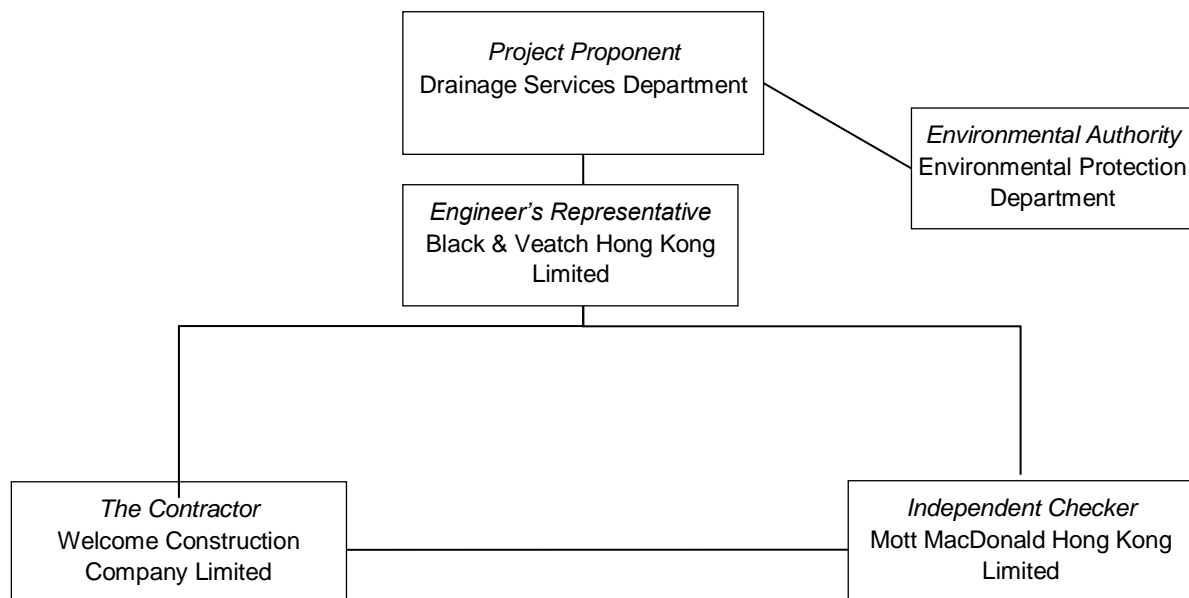 Project Proponent
Drainage Services Department
Environmental Authority
Environmental Protection
Department
Engineer’s Representative
Black & Veatch Hong Kong
Limited
The Contractor
Welcome Construction
Company Limited
Independent Checker
Mott MacDonald Hong Kong
Limited